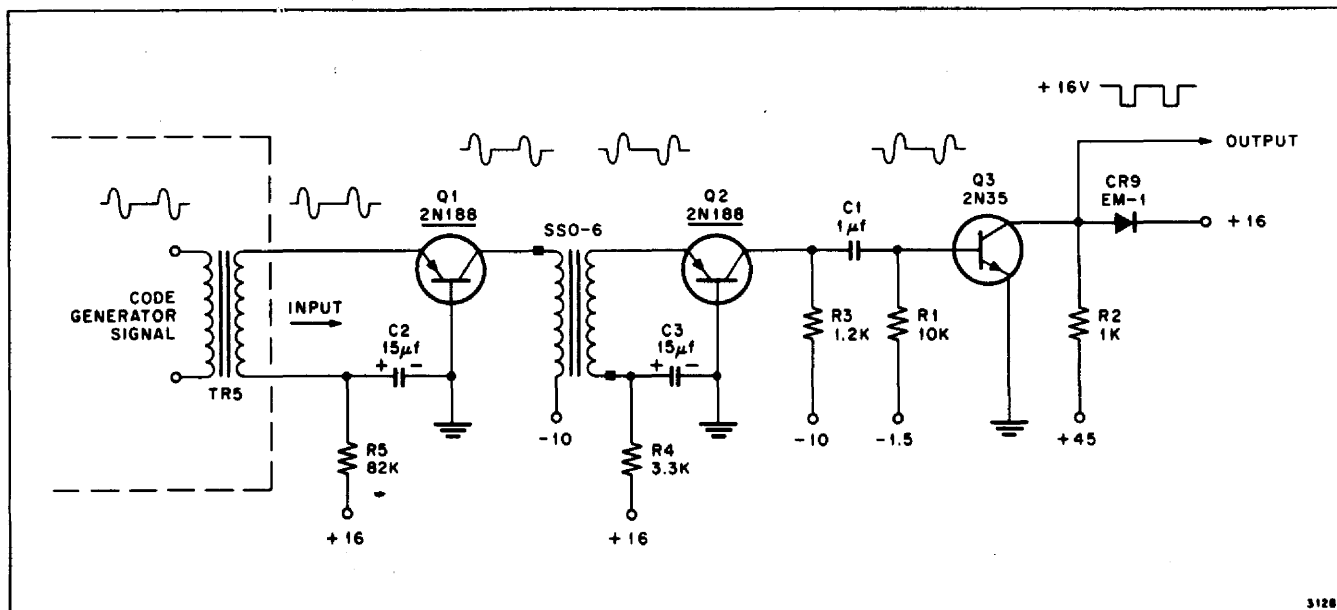 + 16V
OUTPUT
CR9
EM-1
+ 16
Q1
2N188
Q2
2N188
Q3
2N35
SSO-6
C1
1 μf
CODE
GENERATOR
SIGNAL
INPUT
TR5
C2
15μf
+ -
C3
15μf
+ -
R3
1.2K
R1
10K
R2
1K
R5
82K
R4
3.3K
-10
-10
-1.5
+45
+ 16
+ 16
3128